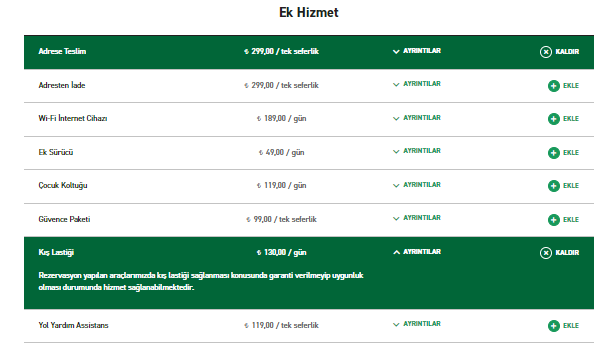 Ek Hizmet
Adrese Teslim ₺ 299,00 / tek seferlik AYRINTILAR KALDIR
Adresten İade ₺ 299,00 / tek seferlik AYRINTILAR EKLE
Wi-Fi İnternet Cihazı ₺ 189,00 / gün AYRINTILAR EKLE
Ek Sürücü ₺ 49,00 / gün AYRINTILAR EKLE
Çocuk Koltuğu ₺ 119,00 / gün AYRINTILAR EKLE
Güvence Paketi ₺ 99,00 / tek seferlik AYRINTILAR EKLE
Kış Lastiği ₺ 130,00 / gün AYRINTILAR KALDIR
Rezervasyon yapılan araçlarımızda kış lastiği sağlanması konusunda garanti verilmeyip uygunluk
olması durumunda hizmet sağlanabilmektedir.
Yol Yardım Assistans ₺ 119,00 / tek seferlik AYRINTILAR EKLE